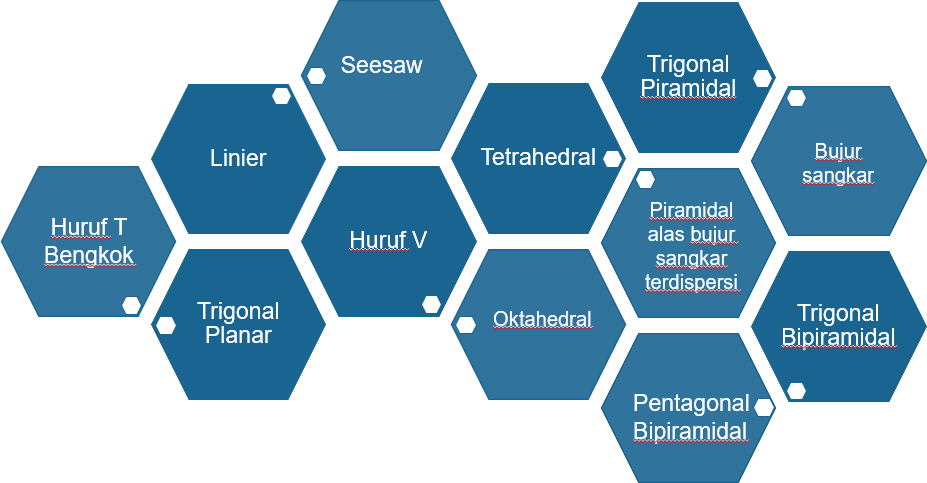 Seesaw
Trigonal
Piramidal
Linier
Tetrahedral
Bujur
sangkar
Huruf T
Bengkok
Huruf V
Piramidal
alas bujur
sangkar
terdispersi
Trigonal
Planar
Oktahedral
Trigonal
Bipiramidal
Pentagonal
Bipiramidal